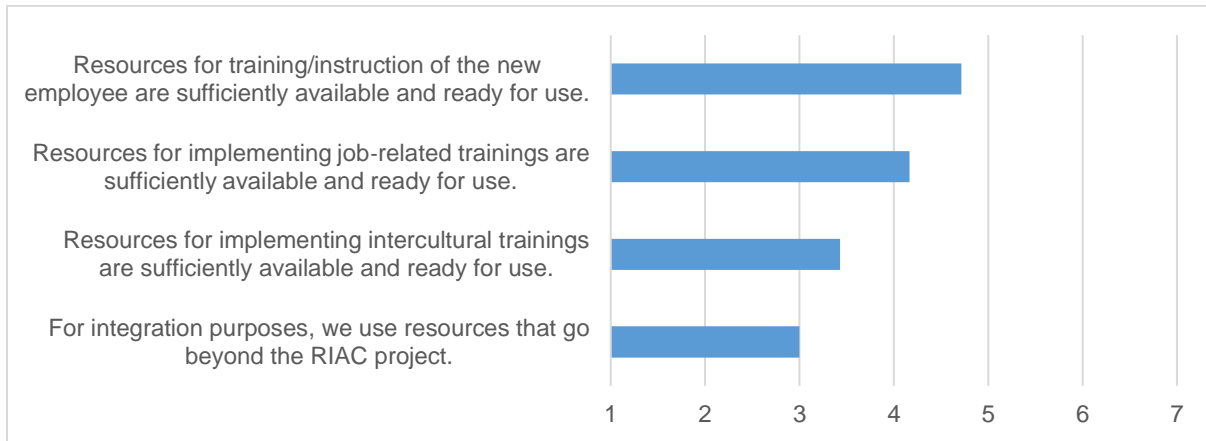 Resources for training/instruction of the new
employee are sufficiently available and ready for use.
Resources for implementing job-related trainings are
sufficiently available and ready for use.
Resources for implementing intercultural trainings
are sufficiently available and ready for use.
For integration purposes, we use resources that go
beyond the RIAC project.
1 2 3 4 5 6 7